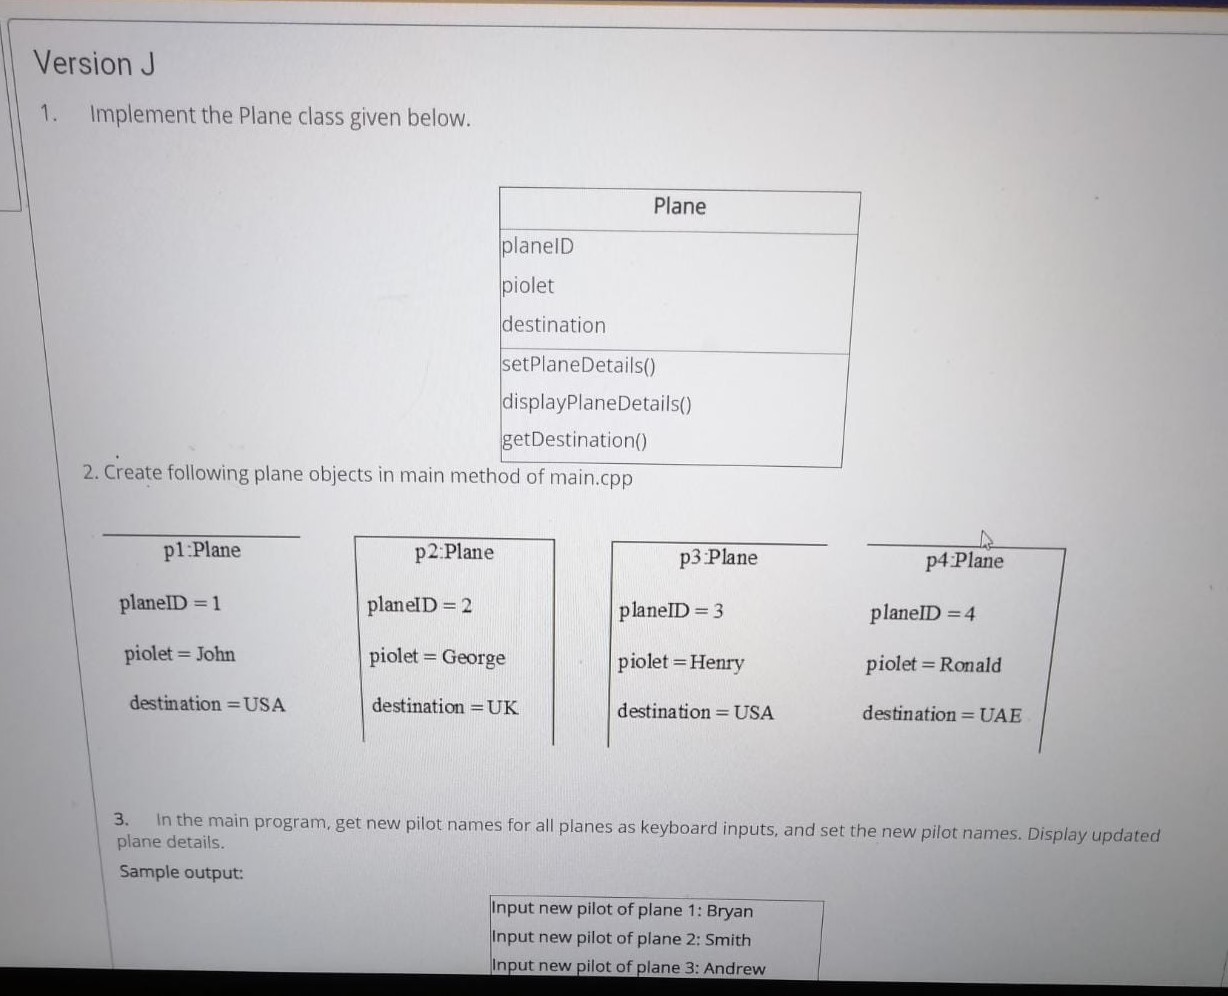 Version J
1. Implement the Plane class given below.
Plane
planeID
piolet
destination
setPlaneDetails()
displayPlaneDetails()
getDestination()
2. Create following plane objects in main method of main.cpp
p1:Plane
planeID = 1
piolet = John
destination = USA
p2:Plane
planeID = 2
piolet = George
destination = UK
p3:Plane
planeID = 3
piolet = Henry
destination = USA
p4:Plane
planeID = 4
piolet = Ronald
destination = UAE
3. In the main program, get new pilot names for all planes as keyboard inputs, and set the new pilot names. Display updated
plane details.
Sample output:
Input new pilot of plane 1: Bryan
Input new pilot of plane 2: Smith
Input new pilot of plane 3: Andrew